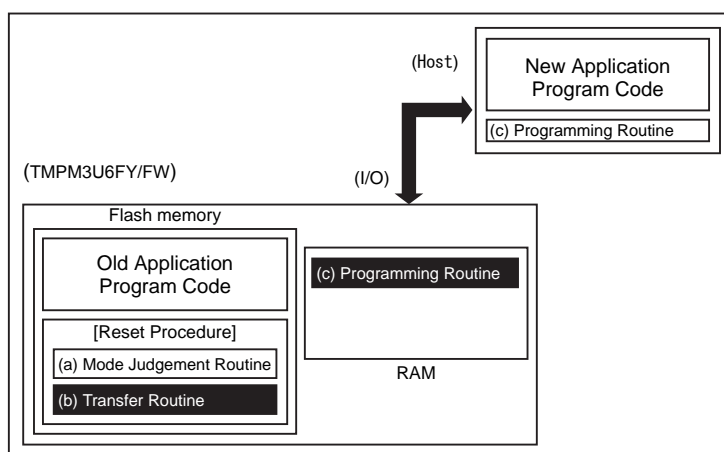 (Host)
New Application
Program Code
(c) Programming Routine
(TMPM3U6FY/FW)
(I/O)
Flash memory
Old Application
Program Code
[Reset Procedure]
(a) Mode Judgement Routine
(b) Transfer Routine
(c) Programming Routine
RAM